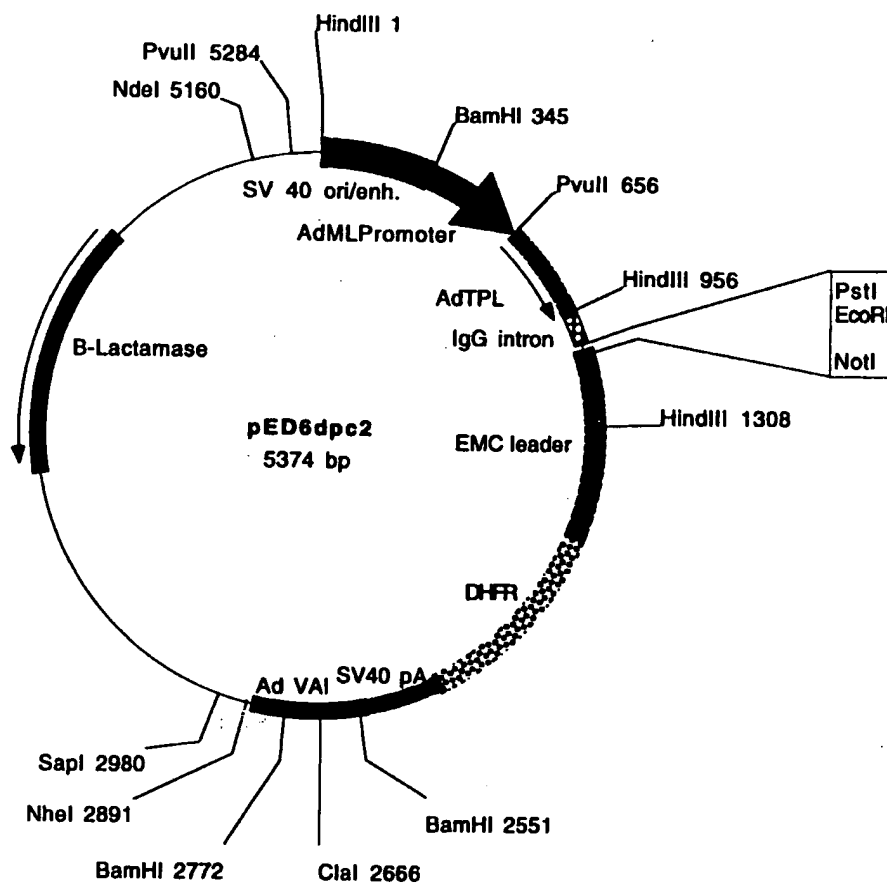 HindIII 1
PvuII 5284
NdeI 5160
BamHI 345
SV 40 ori/enh.
PvuII 656
AdMLPromoter
HindIII 956
AdTPL
PstI
EcoRI
IgG intron
NotI
B-Lactamase
pED6dpc2
5374 bp
EMC leader
HindIII 1308
DHFR
Ad VAI
SV40 pA
SapI 2980
NheI 2891
BamHI 2551
BamHI 2772
ClaI 2666